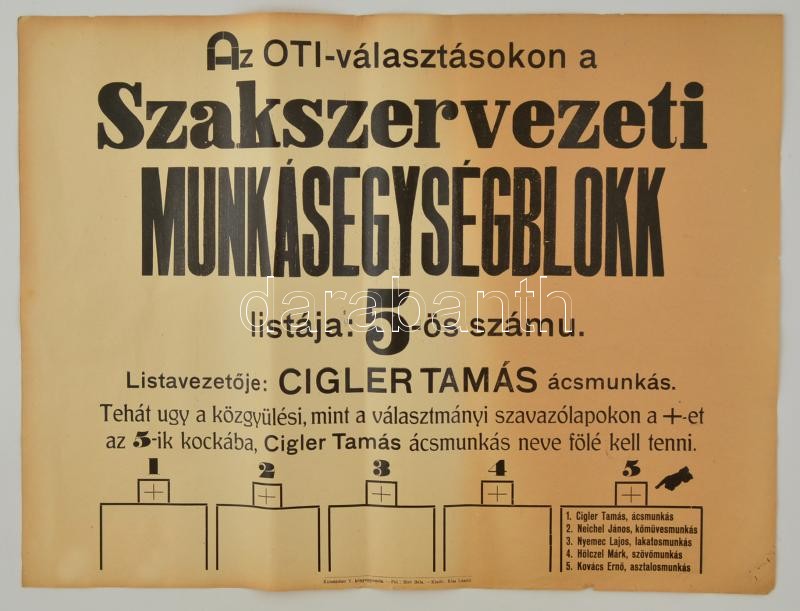 Az OTI-választásokon a
Szakszervezeti
MUNKÁSEGYSÉGBLOKK
listája: 5-ös számu.
darabanth
Listavezetője: CIGLER TAMÁS ácsmunkás.
Tehát ugy a közgyülési, mint a választmányi szavazólapokon a +-et
az 5-ik kockába, Cigler Tamás ácsmunkás neve fölé kell tenni.
1 2 3 4 5
+ + + + +
1. Cigler Tamás, ácsmunkás
2. Neichel János, kőmüvesmunkás
3. Nyemec Lajos, lakatosmunkás
4. Hölczel Márk, szövőmunkás
5. Kovács Ernő, asztalosmunkás